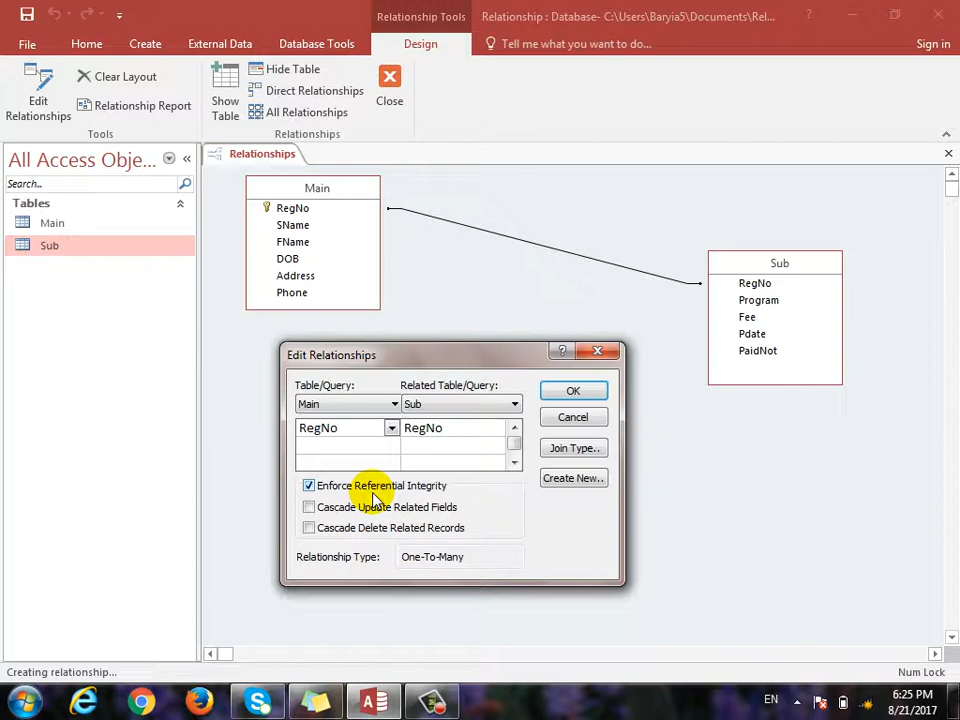 Relationship Tools
Relationship : Database- C:\Users\Baryia5\Documents\Rel...
File Home Create External Data Database Tools Design Tell me what you want to do... Sign in
Edit Relationships
Clear Layout
Relationship Report
Tools
Show Table
Hide Table
Direct Relationships
All Relationships
Close
Relationships
All Access Obje...
Search...
Tables
Main
Sub
Relationships
Main
RegNo
SName
FName
DOB
Address
Phone
Sub
RegNo
Program
Fee
Pdate
PaidNot
Edit Relationships
Table/Query: Related Table/Query:
Main Sub
RegNo RegNo
OK
Cancel
Join Type..
Create New..
Enforce Referential Integrity
Cascade Update Related Fields
Cascade Delete Related Records
Relationship Type: One-To-Many
Creating relationship...
Num Lock
EN
6:25 PM
8/21/2017